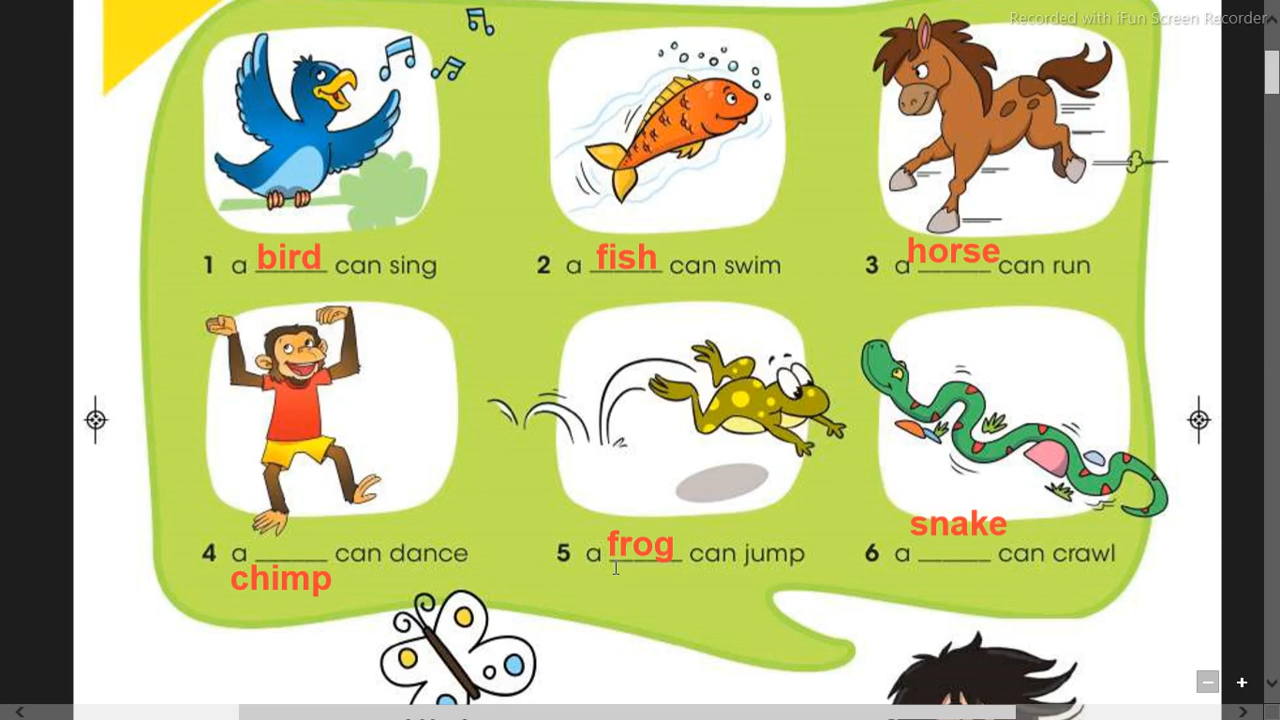 Recorded with iFun Screen Recorder
1 a bird can sing
2 a fish can swim
3 a horse can run
4 a chimp can dance
5 a frog can jump
6 a snake can crawl